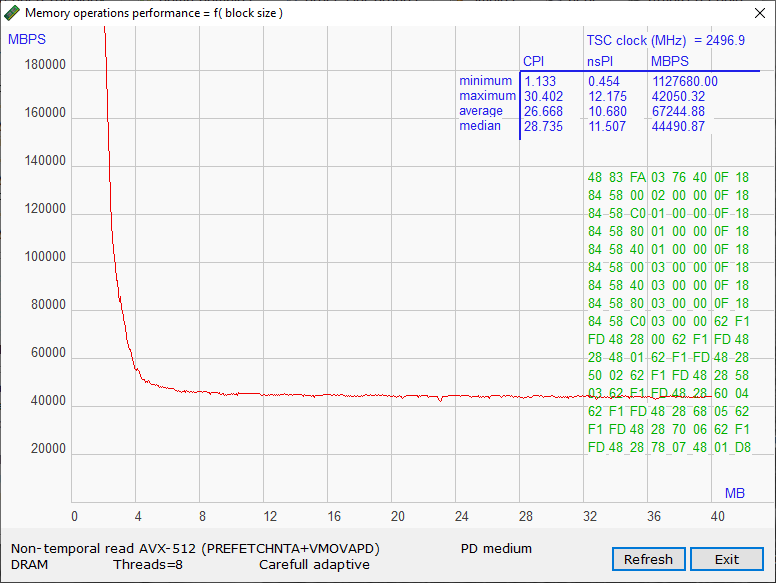 Memory operations performance = f( block size )
MBPS
TSC clock (MHz) = 2496.9
CPI nsPI MBPS
minimum 1.133 0.454 1127680.00
maximum 30.402 12.175 42050.32
average 26.668 10.680 67244.88
median 28.735 11.507 44490.87
180000
160000
140000
120000
100000
80000
60000
40000
20000
48 83 FA 03 76 40 0F 18
84 58 00 02 00 00 0F 18
84 58 C0 01 00 00 0F 18
84 58 80 01 00 00 0F 18
84 58 40 01 00 00 0F 18
84 58 00 03 00 00 0F 18
84 58 40 03 00 00 0F 18
84 58 80 03 00 00 0F 18
84 58 C0 03 00 00 62 F1
FD 48 28 00 62 F1 FD 48
28 48 01 62 F1 FD 48 28
50 02 62 F1 FD 48 28 58
03 62 F1 FD 48 28 60 04
62 F1 FD 48 28 68 05 62
F1 FD 48 28 70 06 62 F1
FD 48 28 78 07 48 01 D8
MB
0 4 8 12 16 20 24 28 32 36 40
Non-temporal read AVX-512 (PREFETCHNTA+VMOVAPD) PD medium
DRAM Threads=8 Carefull adaptive
Refresh Exit